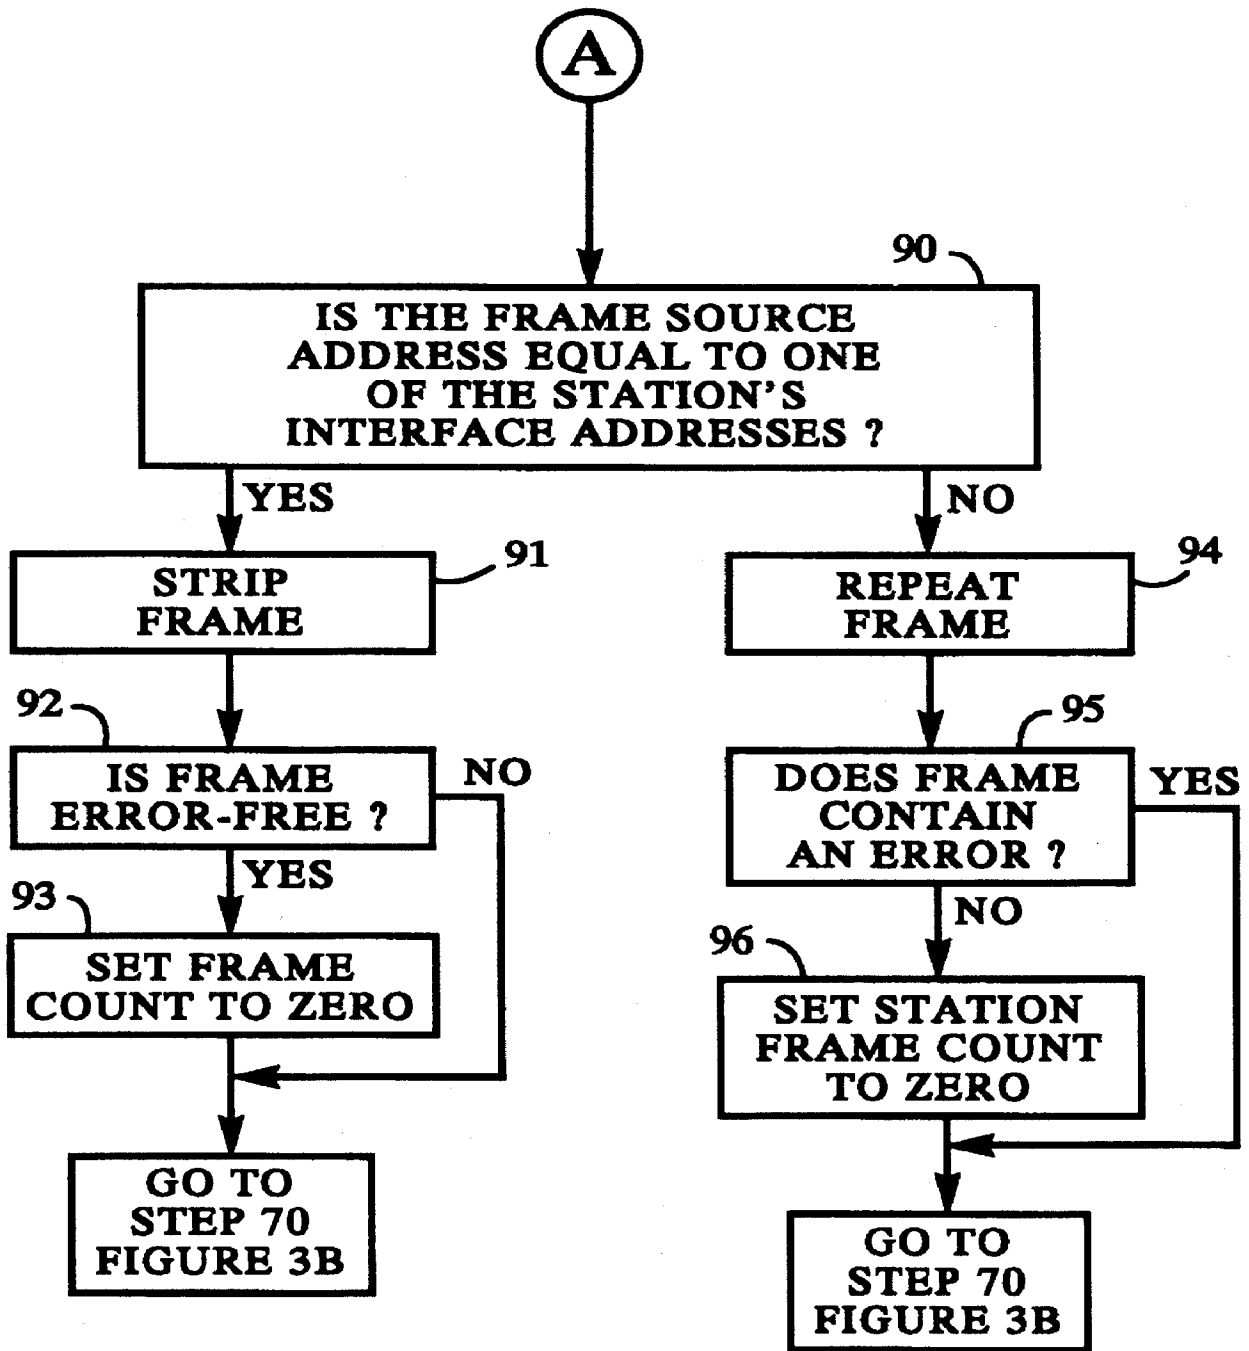 A
90
IS THE FRAME SOURCE
ADDRESS EQUAL TO ONE
OF THE STATION'S
INTERFACE ADDRESSES ?
YES
NO
STRIP
FRAME
91
REPEAT
FRAME
94
92
IS FRAME
ERROR-FREE ?
NO
YES
95
DOES FRAME
CONTAIN
AN ERROR ?
YES
NO
93
SET FRAME
COUNT TO ZERO
96
SET STATION
FRAME COUNT
TO ZERO
GO TO
STEP 70
FIGURE 3B
GO TO
STEP 70
FIGURE 3B